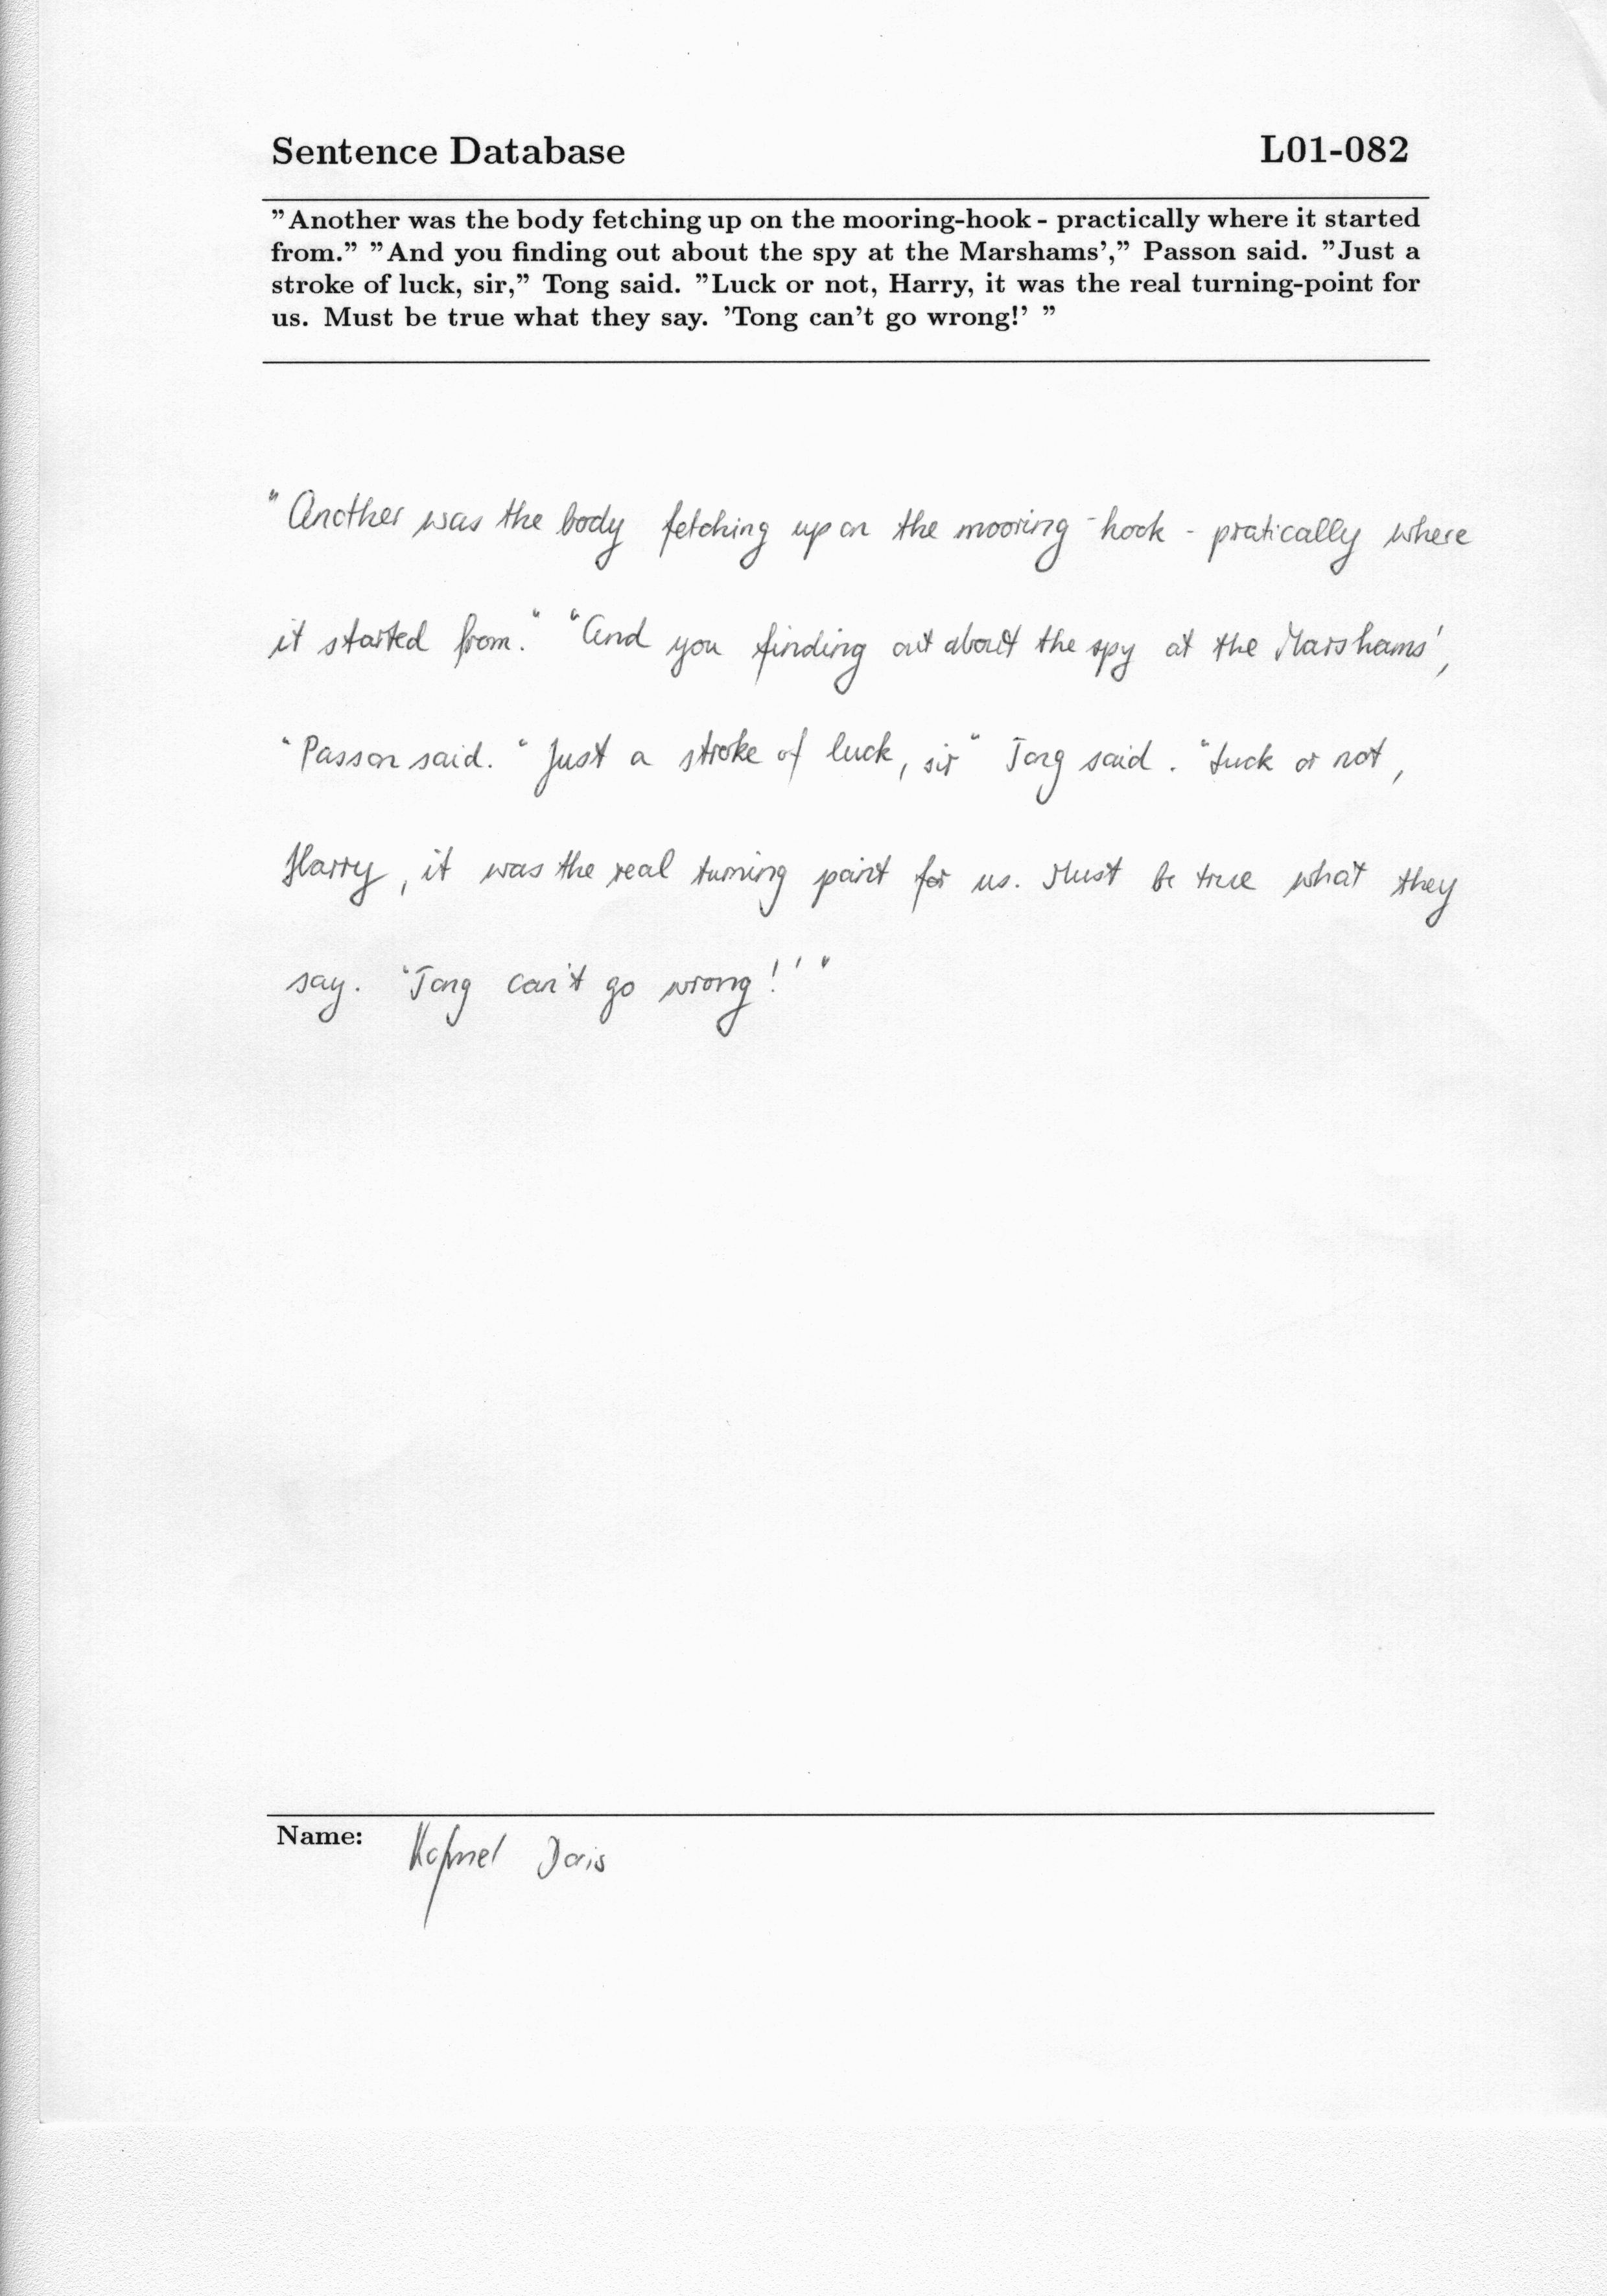 Sentence Database L01-082
"Another was the body fetching up on the mooring-hook - practically where it started
from." "And you finding out about the spy at the Marshams'," Passon said. "Just a
stroke of luck, sir," Tong said. "Luck or not, Harry, it was the real turning-point for
us. Must be true what they say. 'Tong can't go wrong!' "
"Another was the body fetching up on the mooring-hook - pratically where
it started from." "And you finding out about the spy at the Marshams',
"Passon said. "Just a stroke of luck, sir" Tong said. "Luck or not,
Harry, it was the real turning point for us. Must be true what they
say. 'Tong can't go wrong!' "
Name: Doris